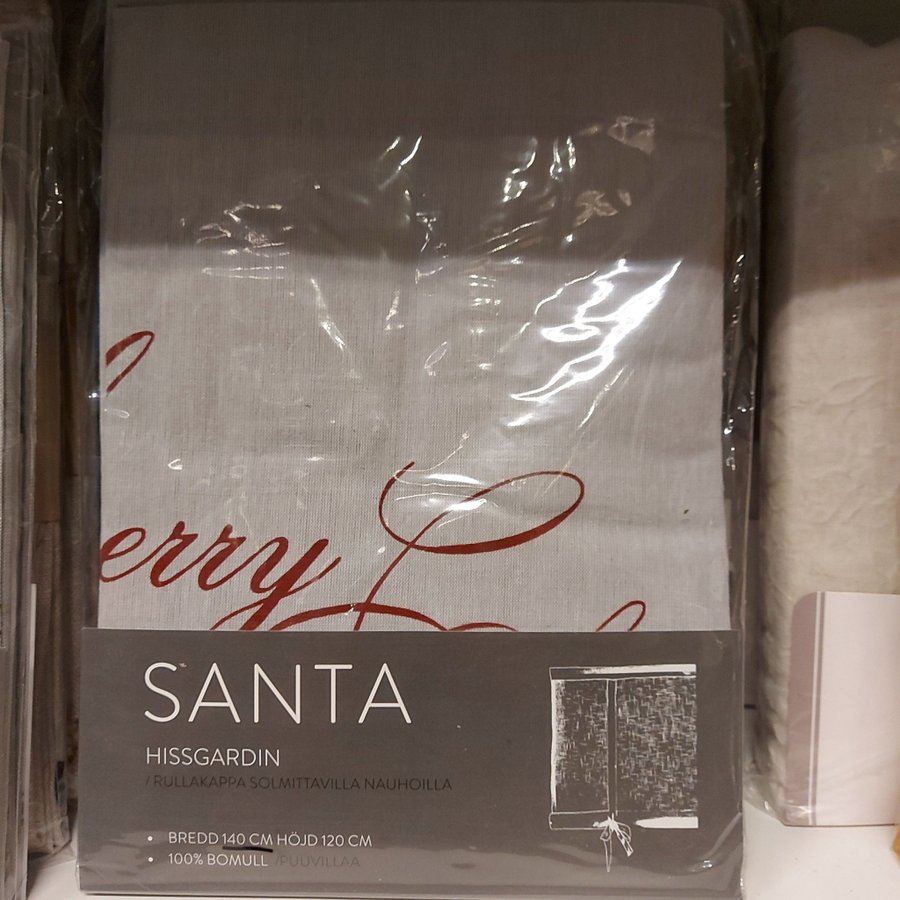 erry
SANTA
HISSGARDIN
/ RULLAKAPPA SOLMITTAVILLA NAUHOILLA
• BREDD 140 CM HÖJD 120 CM
• 100% BOMULL /PUUVILLAA